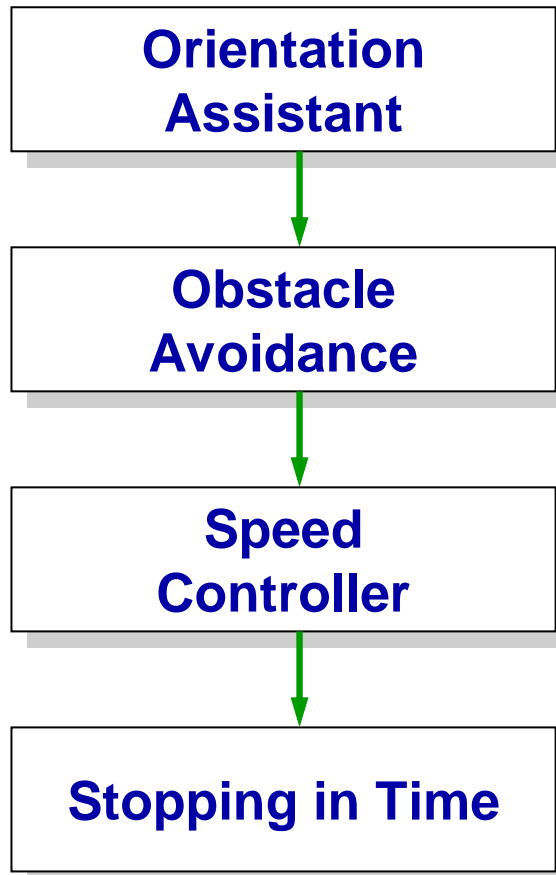 Orientation
Assistant
Obstacle
Avoidance
Speed
Controller
Stopping in Time